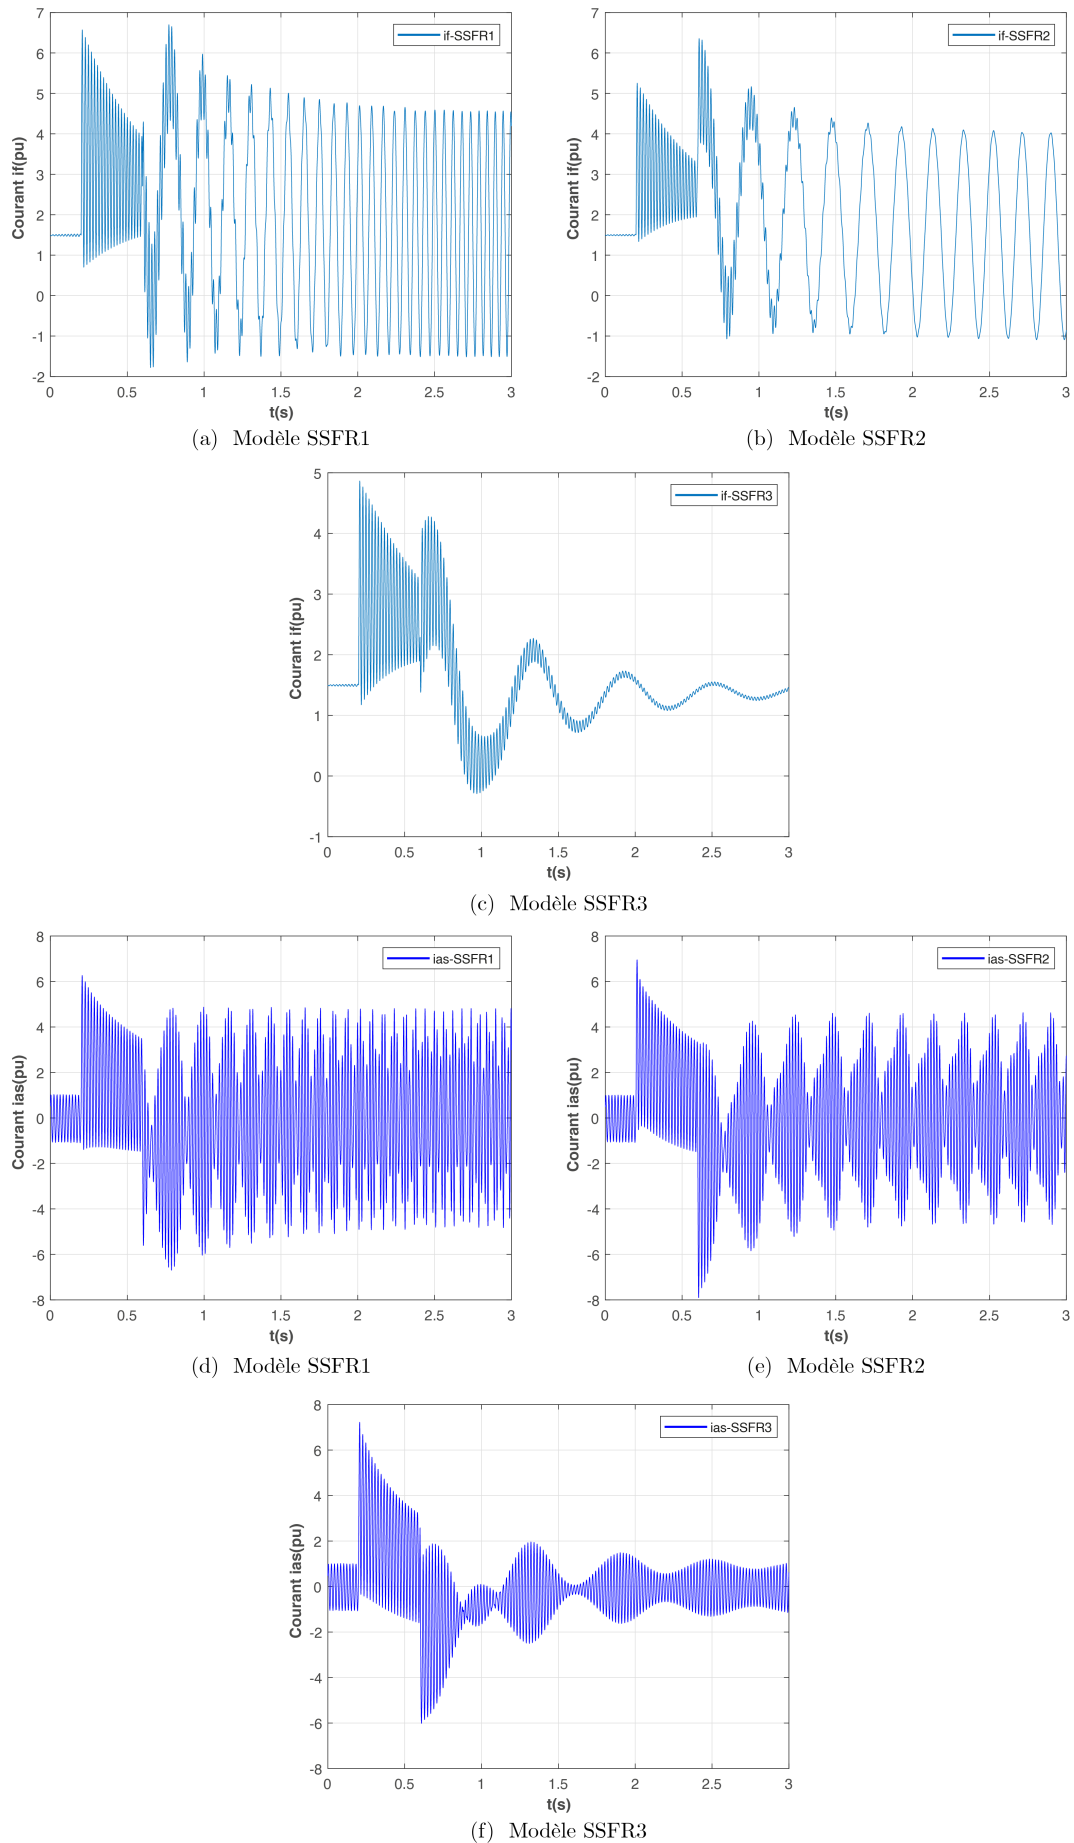 7
6
5
4
3
2
1
0
-1
-2
Courant if(pu)
if-SSFR1
0 0.5 1 1.5 2 2.5 3
t(s)
(a) Modèle SSFR1
7
6
5
4
3
2
1
0
-1
-2
Courant if(pu)
if-SSFR2
0 0.5 1 1.5 2 2.5 3
t(s)
(b) Modèle SSFR2
5
4
3
2
1
0
-1
Courant if(pu)
if-SSFR3
0 0.5 1 1.5 2 2.5 3
t(s)
(c) Modèle SSFR3
8
6
4
2
0
-2
-4
-6
-8
Courant ias(pu)
ias-SSFR1
0 0.5 1 1.5 2 2.5 3
t(s)
(d) Modèle SSFR1
8
6
4
2
0
-2
-4
-6
-8
Courant ias(pu)
ias-SSFR2
0 0.5 1 1.5 2 2.5 3
t(s)
(e) Modèle SSFR2
8
6
4
2
0
-2
-4
-6
-8
Courant ias(pu)
ias-SSFR3
0 0.5 1 1.5 2 2.5 3
t(s)
(f) Modèle SSFR3